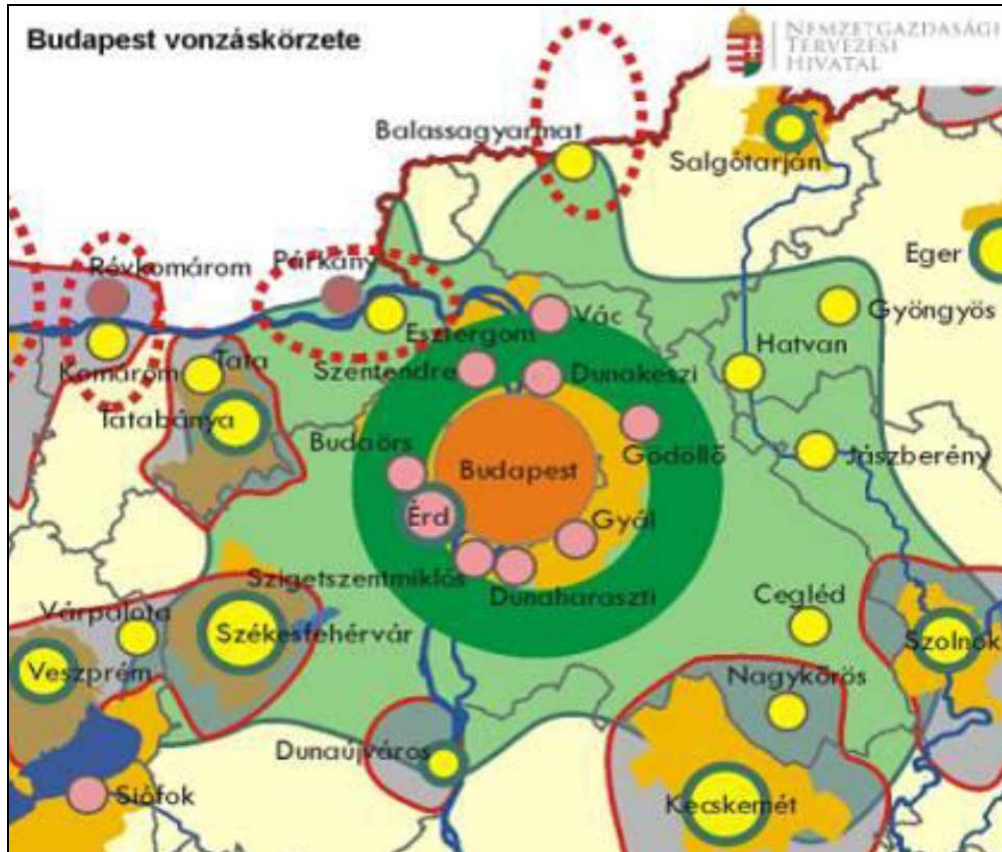 Budapest vonzáskörzete
NEMZETGAZDASÁGI
TERVEZÉSI
HIVATAL
Balassagyarmat
Salgótarján
Eger
Révkomárom
Párkány
Gyöngyös
Vác
Esztergom
Hatvan
Komárom
Tata
Szentendre
Dunakeszi
Tatabánya
Budaörs
Gödöllő
Jászberény
Budapest
Érd
Gyál
Szigetszentmiklós
Dunaharaszti
Cegléd
Várpalota
Székesfehérvár
Szolnok
Veszprém
Nagykőrös
Dunaújváros
Siófok
Kecskemét